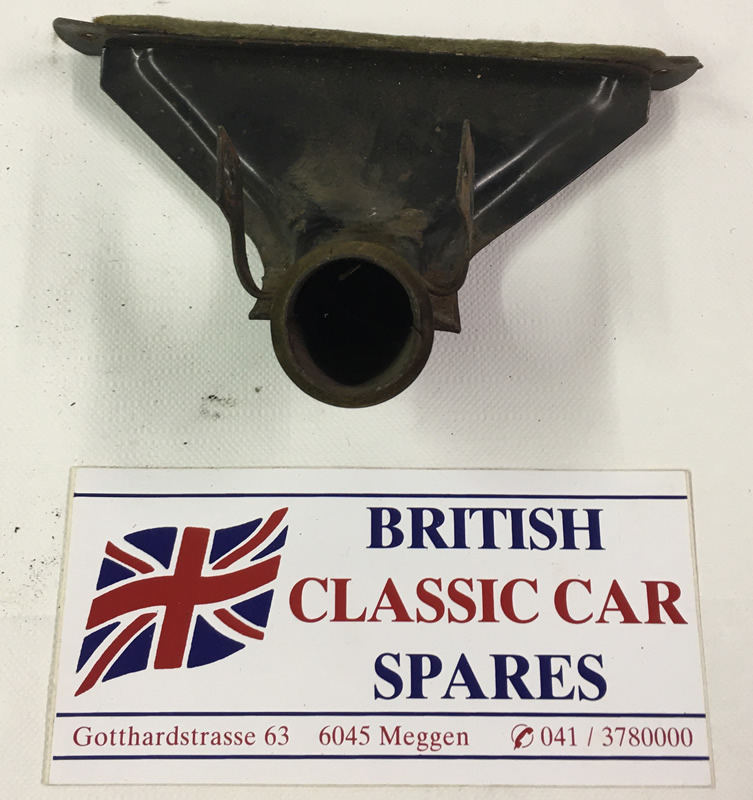 BRITISH
CLASSIC CAR
SPARES
Gotthardstrasse 63 6045 Meggen ✆ 041 / 3780000